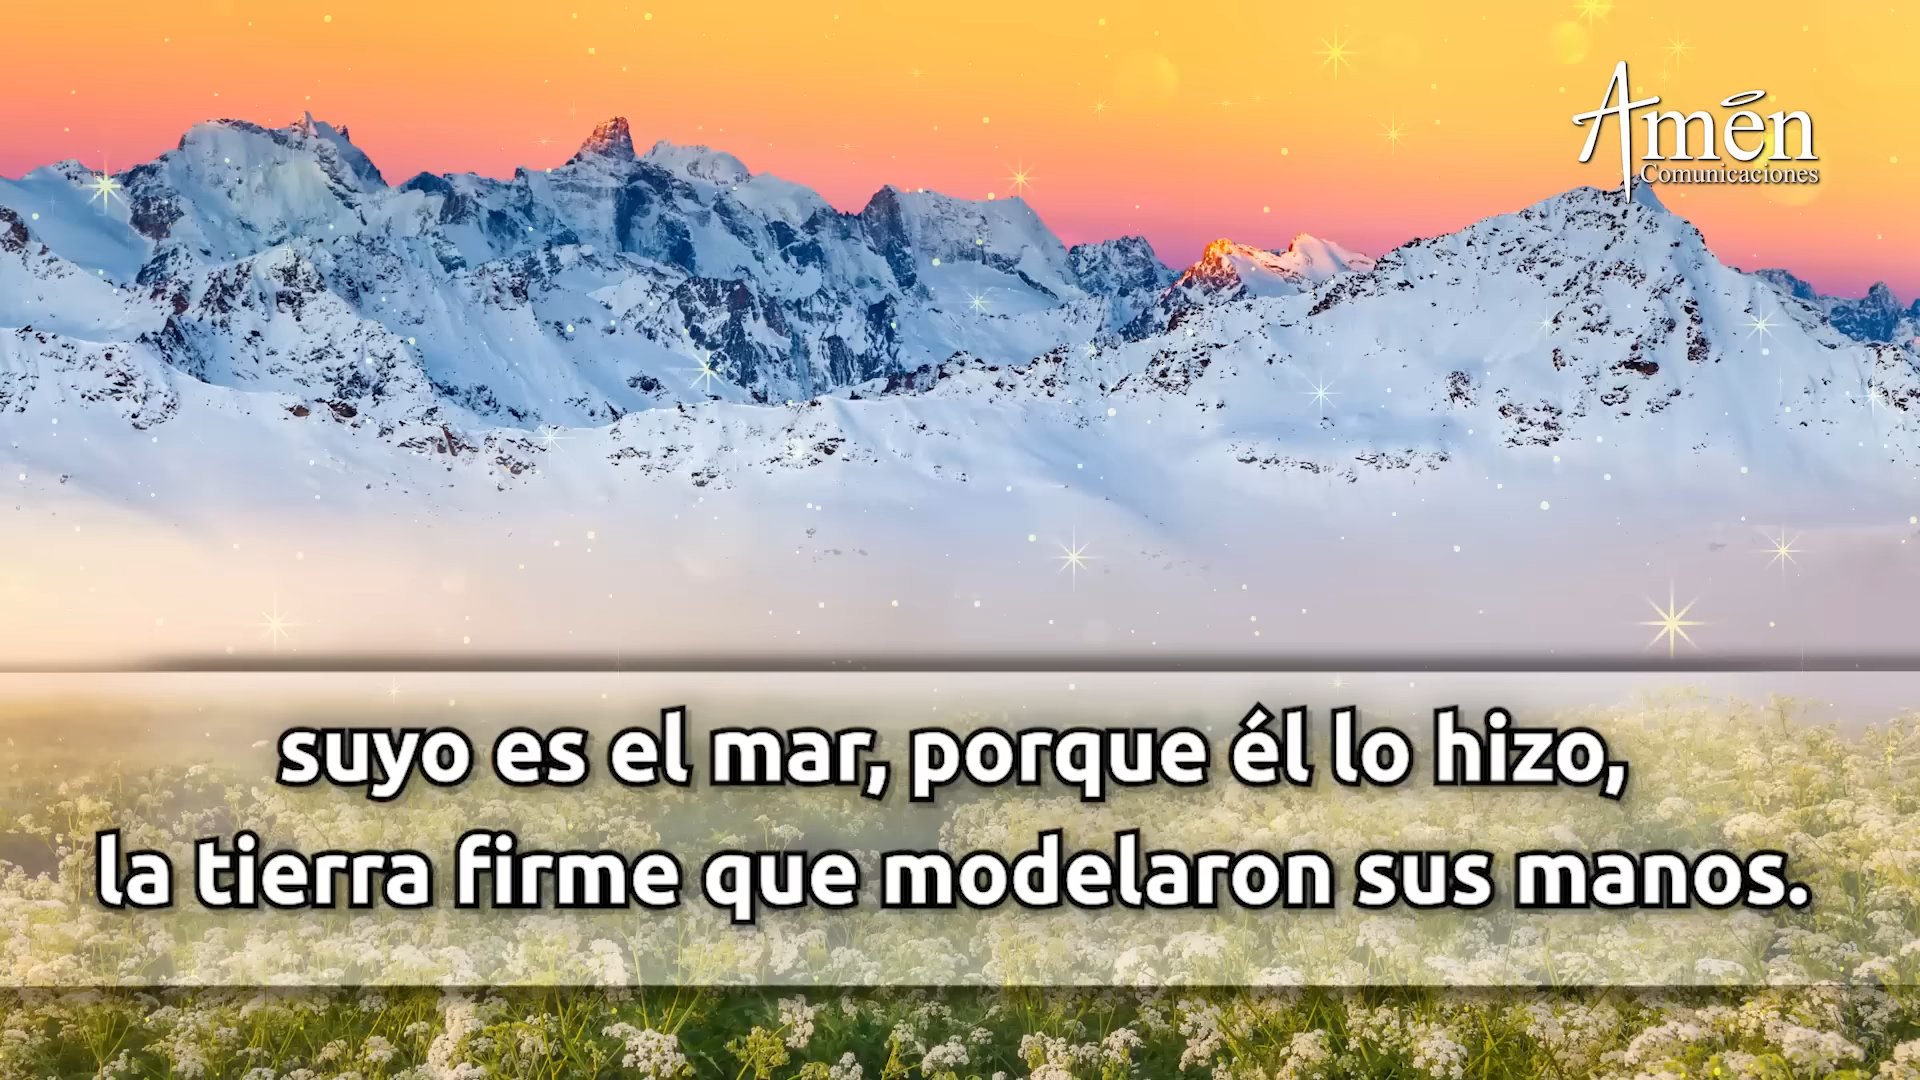 Amén
Comunicaciones
suyo es el mar, porque él lo hizo,
la tierra firme que modelaron sus manos.